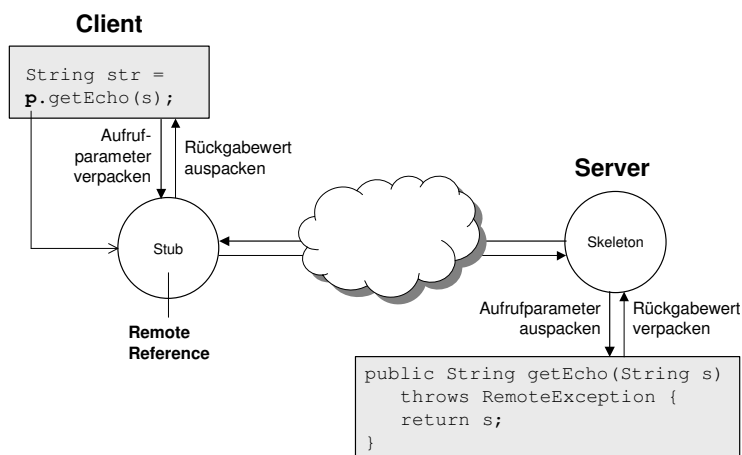 Client
String str =
p.getEcho(s);
Aufruf-
parameter
verpacken
Rückgabewert
auspacken
Server
Stub
Skeleton
Remote
Reference
Aufrufparameter
auspacken
Rückgabewert
verpacken
public String getEcho(String s)
throws RemoteException {
return s;
}